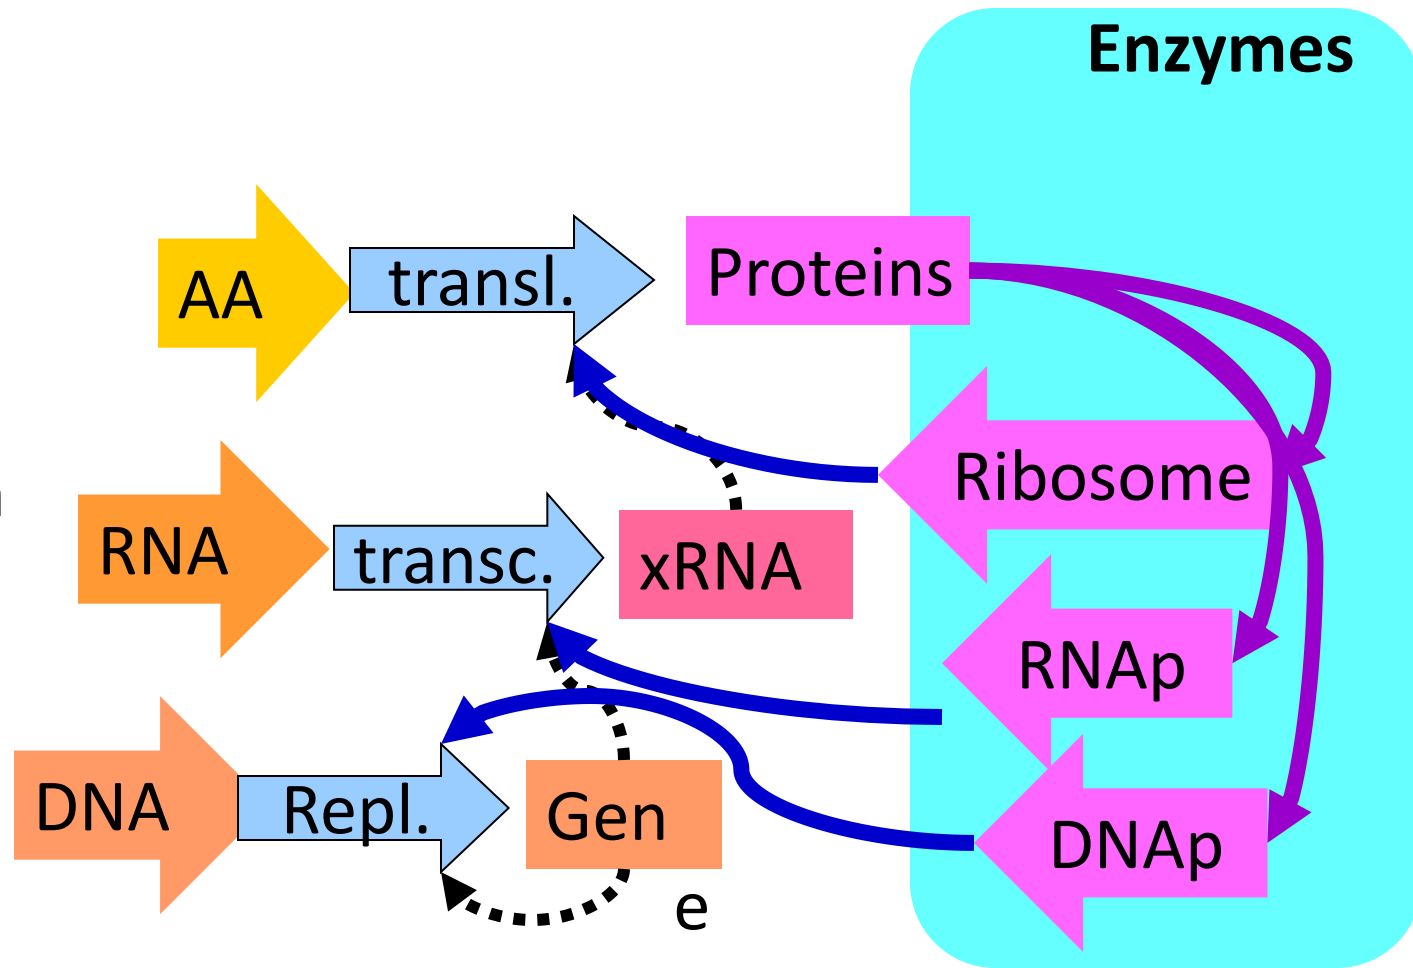 Enzymes
AA
transl.
Proteins
Ribosome
RNA
transc.
xRNA
RNAp
DNA
Repl.
Gen
e
DNAp